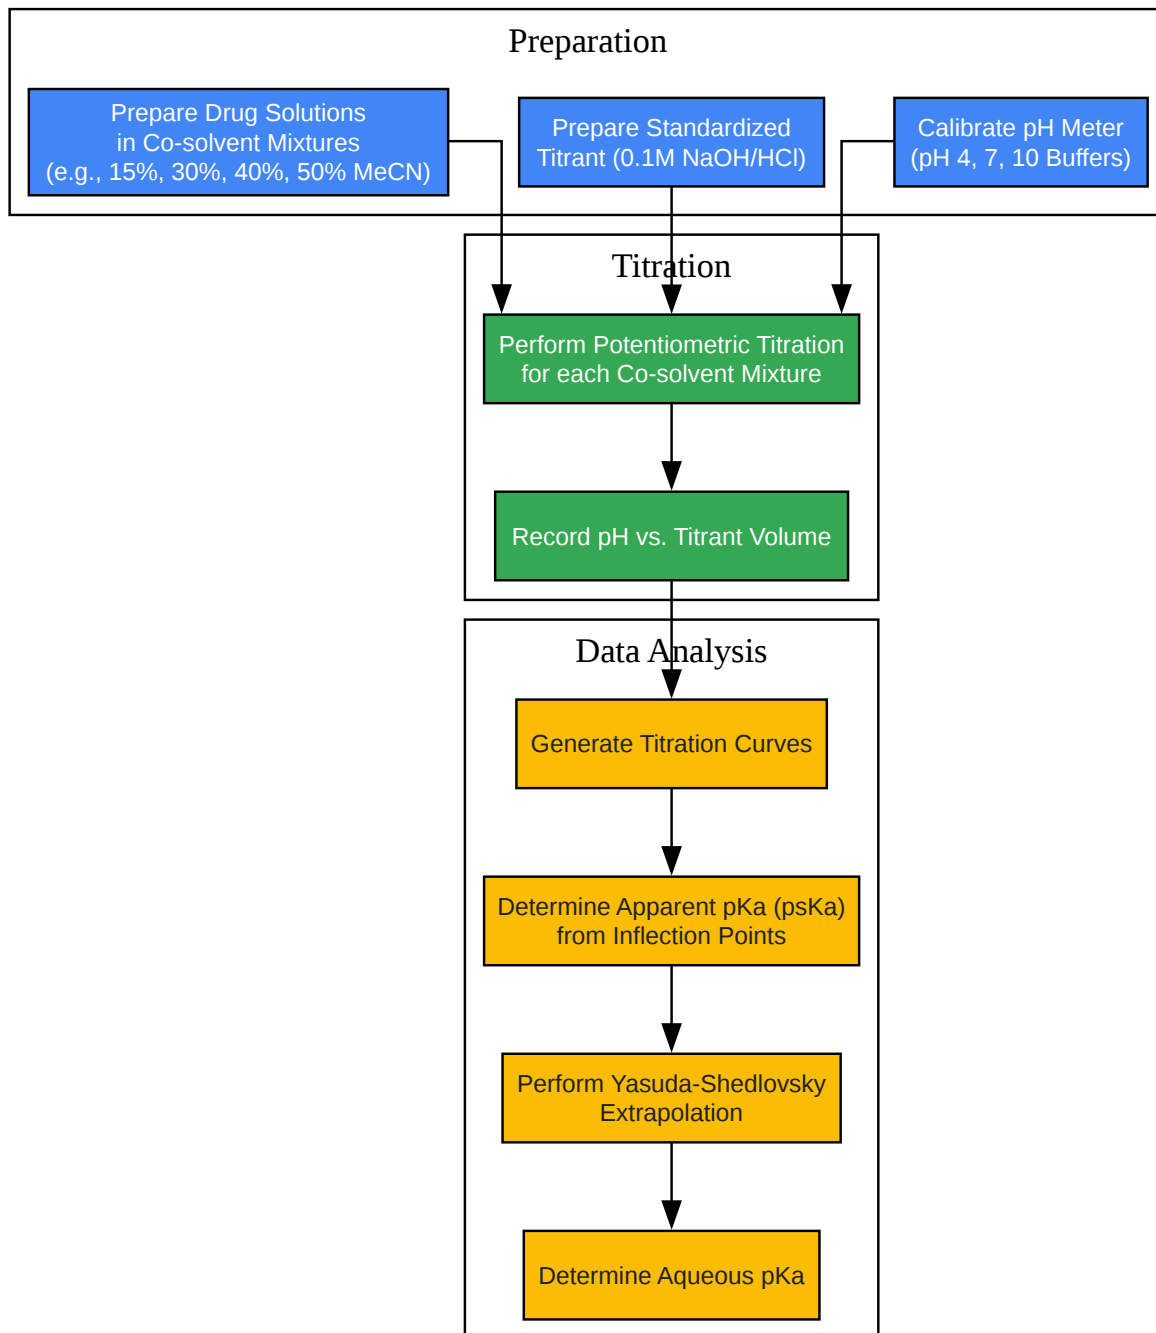 Preparation
Prepare Drug Solutions
in Co-solvent Mixtures
(e.g., 15%, 30%, 40%, 50% MeCN)
Prepare Standardized
Titrant (0.1M NaOH/HCl)
Calibrate pH Meter
(pH 4, 7, 10 Buffers)
Titration
Perform Potentiometric Titration
for each Co-solvent Mixture
Record pH vs. Titrant Volume
Data Analysis
Generate Titration Curves
Determine Apparent pKa (psKa)
from Inflection Points
Perform Yasuda-Shedlovsky
Extrapolation
Determine Aqueous pKa